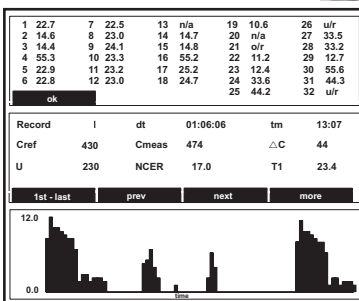 1 22.7 7 22.5 13 n/a 19 10.6 26 u/r
2 14.6 8 23.0 14 14.7 20 n/a 27 33.5
3 14.4 9 24.1 15 14.8 21 o/r 28 33.2
4 55.3 10 23.3 16 55.2 22 11.2 29 12.7
5 22.9 11 23.2 17 25.2 23 12.4 30 55.6
6 22.8 12 23.0 18 24.7 24 33.6 31 44.3
25 44.2 32 u/r
ok
Record I dt 01:06:06 tm 13:07
Cref 430 Cmeas 474 △C 44
U 230 NCER 17.0 T1 23.4
1st - last prev next more
12.0
0.0
time